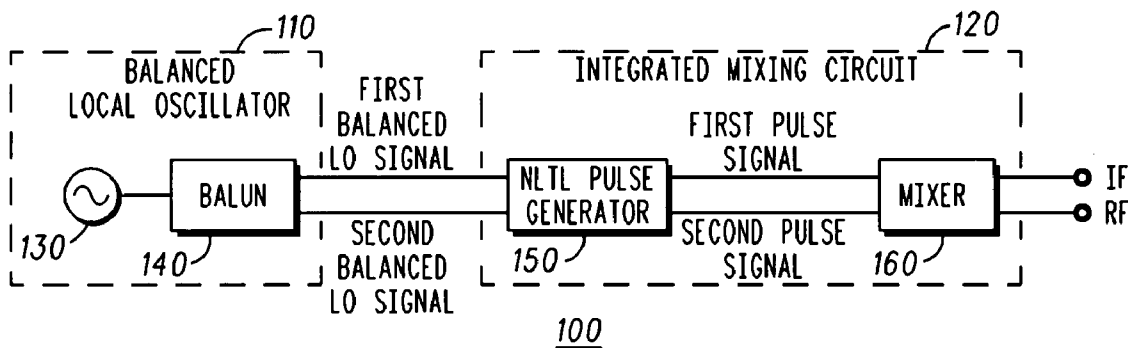 110
BALANCED
LOCAL OSCILLATOR
130
BALUN
140
FIRST
BALANCED
LO SIGNAL
SECOND
BALANCED
LO SIGNAL
120
INTEGRATED MIXING CIRCUIT
NLTL PULSE
GENERATOR
150
FIRST PULSE
SIGNAL
SECOND PULSE
SIGNAL
MIXER
160
IF
RF
100